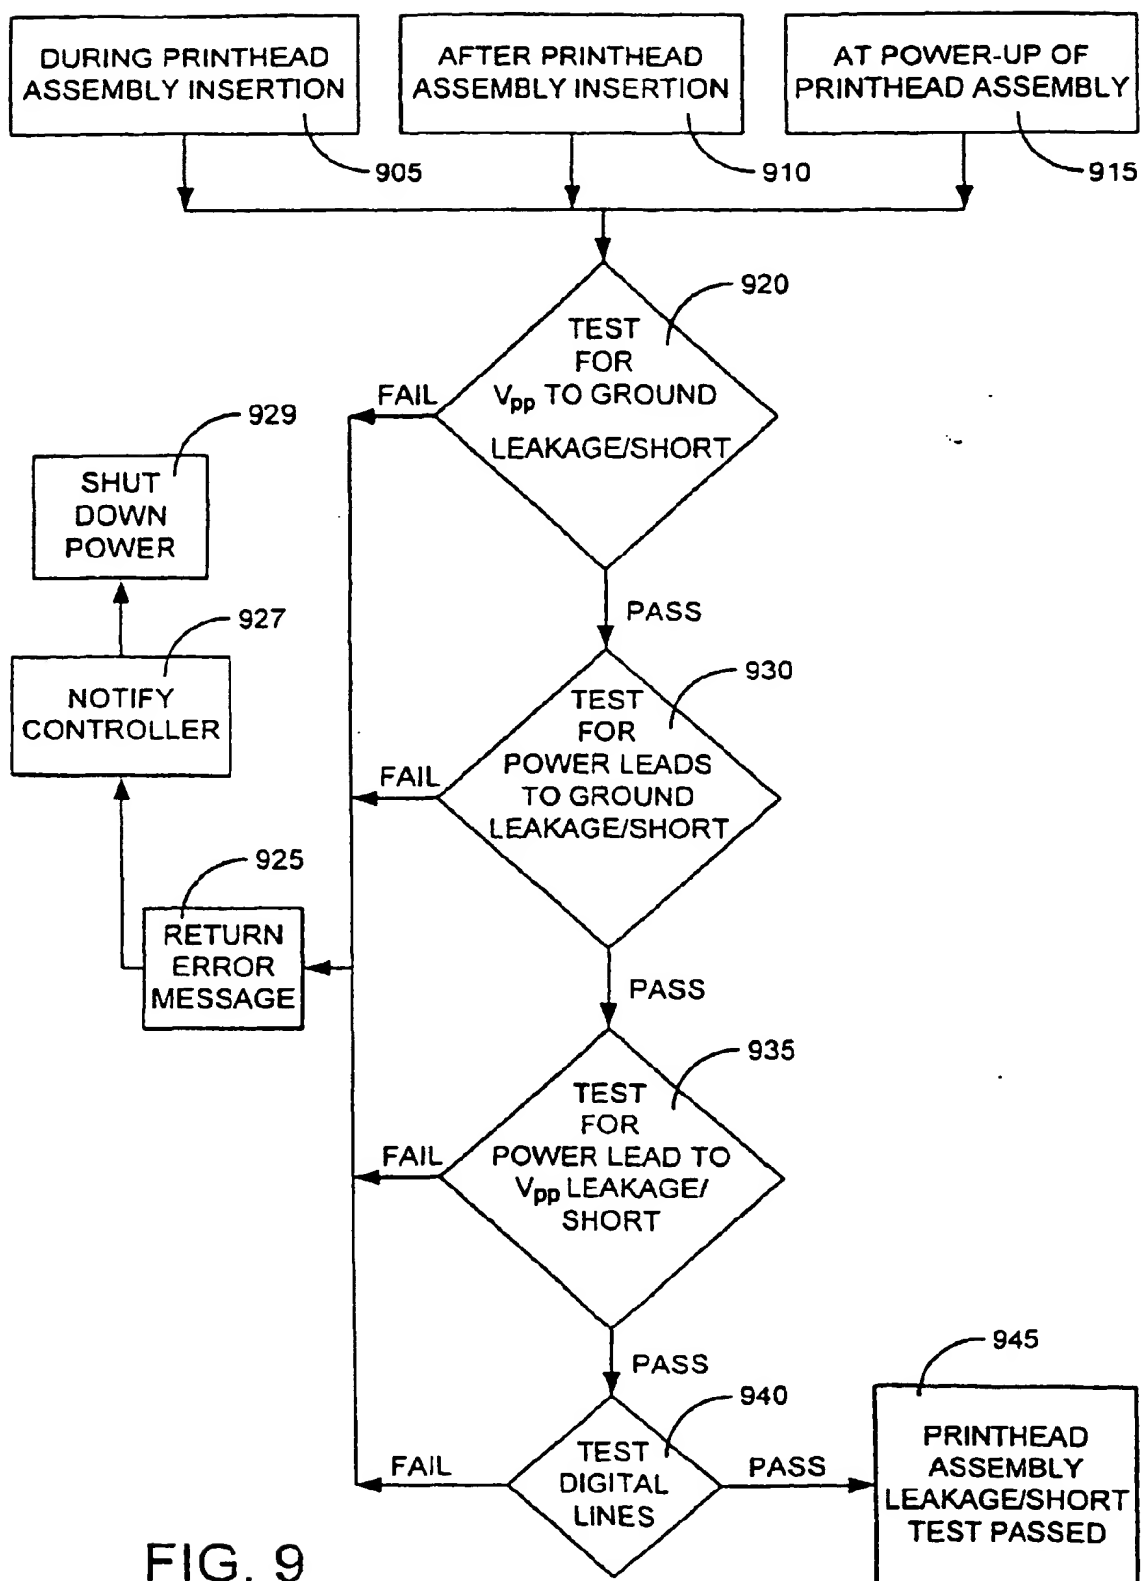 DURING PRINTHEAD
ASSEMBLY INSERTION
905
AFTER PRINTHEAD
ASSEMBLY INSERTION
910
AT POWER-UP OF
PRINTHEAD ASSEMBLY
915
920
TEST
FOR
Vpp TO GROUND
LEAKAGE/SHORT
FAIL
PASS
929
SHUT
DOWN
POWER
927
NOTIFY
CONTROLLER
925
RETURN
ERROR
MESSAGE
930
TEST
FOR
POWER LEADS
TO GROUND
LEAKAGE/SHORT
FAIL
PASS
935
TEST
FOR
POWER LEAD TO
Vpp LEAKAGE/
SHORT
FAIL
PASS
940
TEST
DIGITAL
LINES
FAIL
PASS
945
PRINTHEAD
ASSEMBLY
LEAKAGE/SHORT
TEST PASSED
FIG. 9